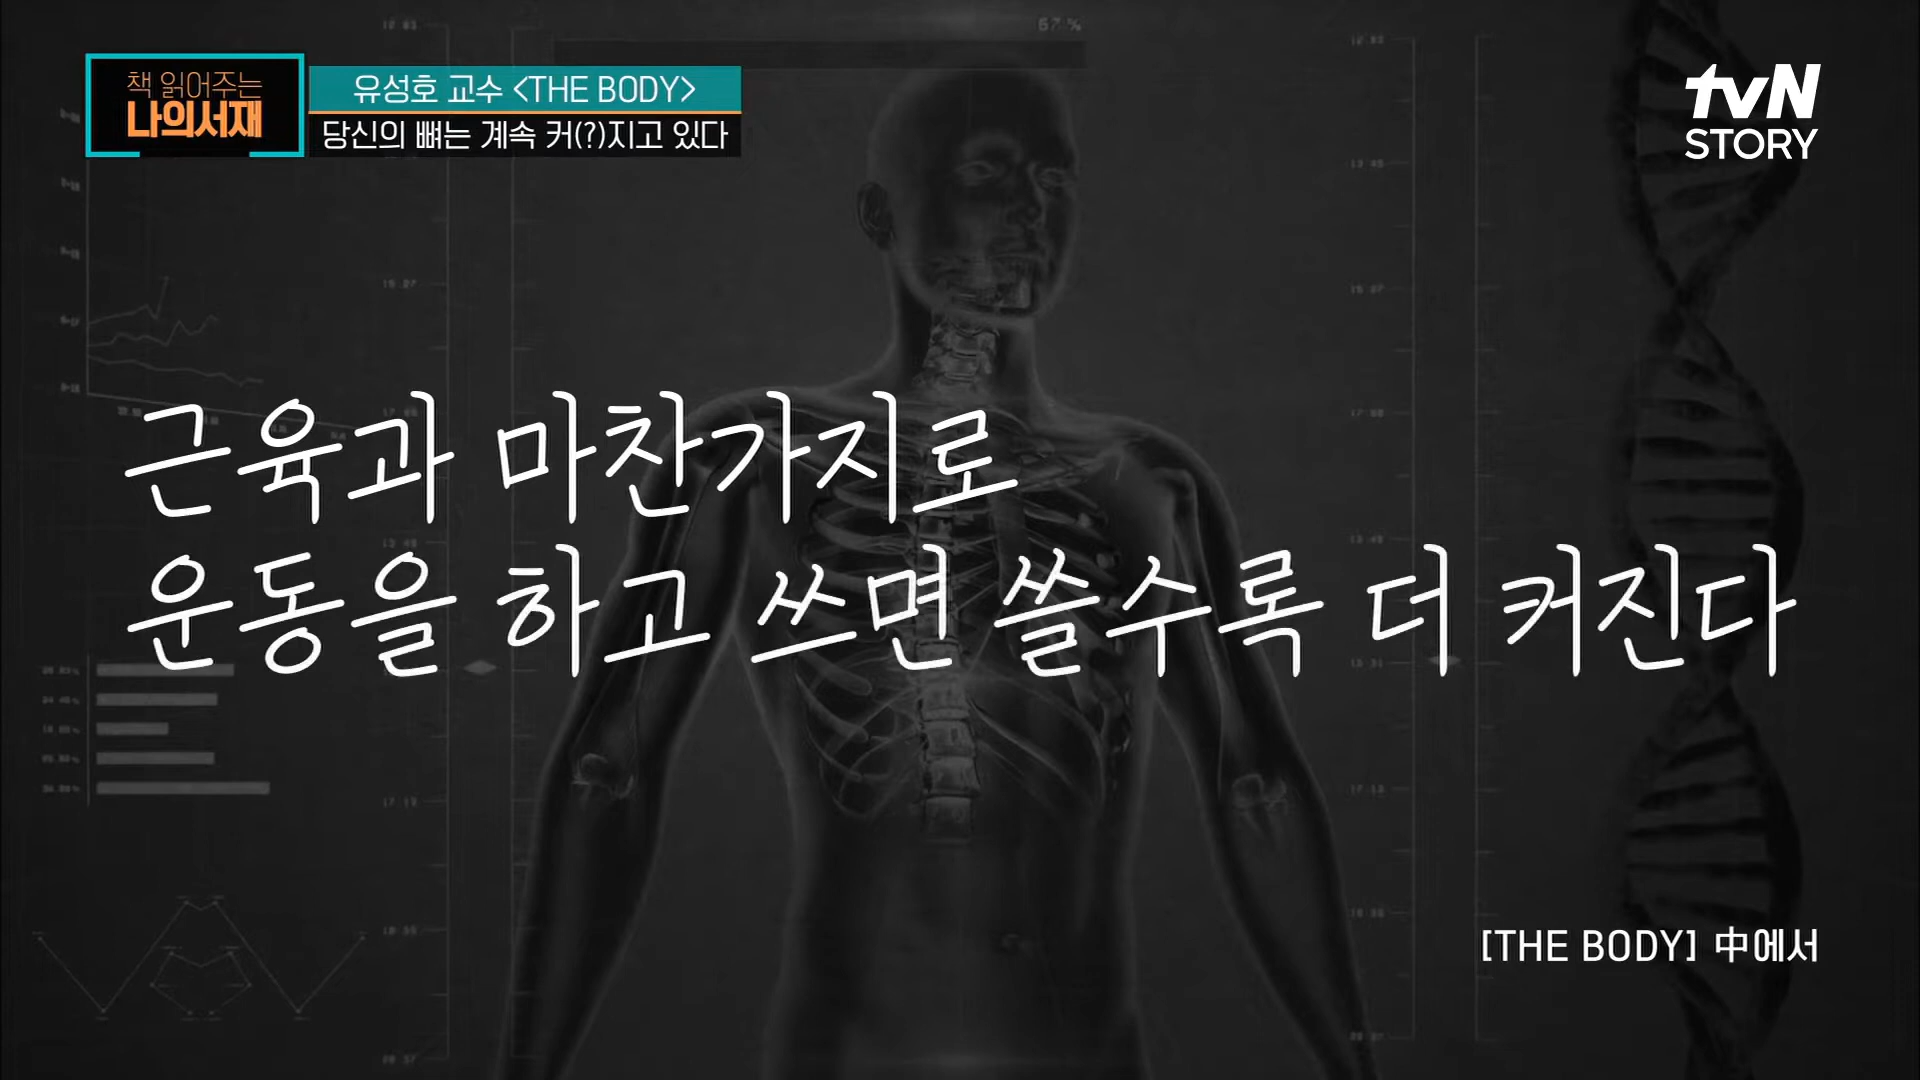 책 읽어주는
나의서재
유성호 교수 <THE BODY>
당신의 뼈는 계속 커(?)지고 있다
tvN
STORY
67 %
근육과 마찬가지로
운동을 하고 쓰면 쓸수록 더 커진다
[THE BODY] 中에서